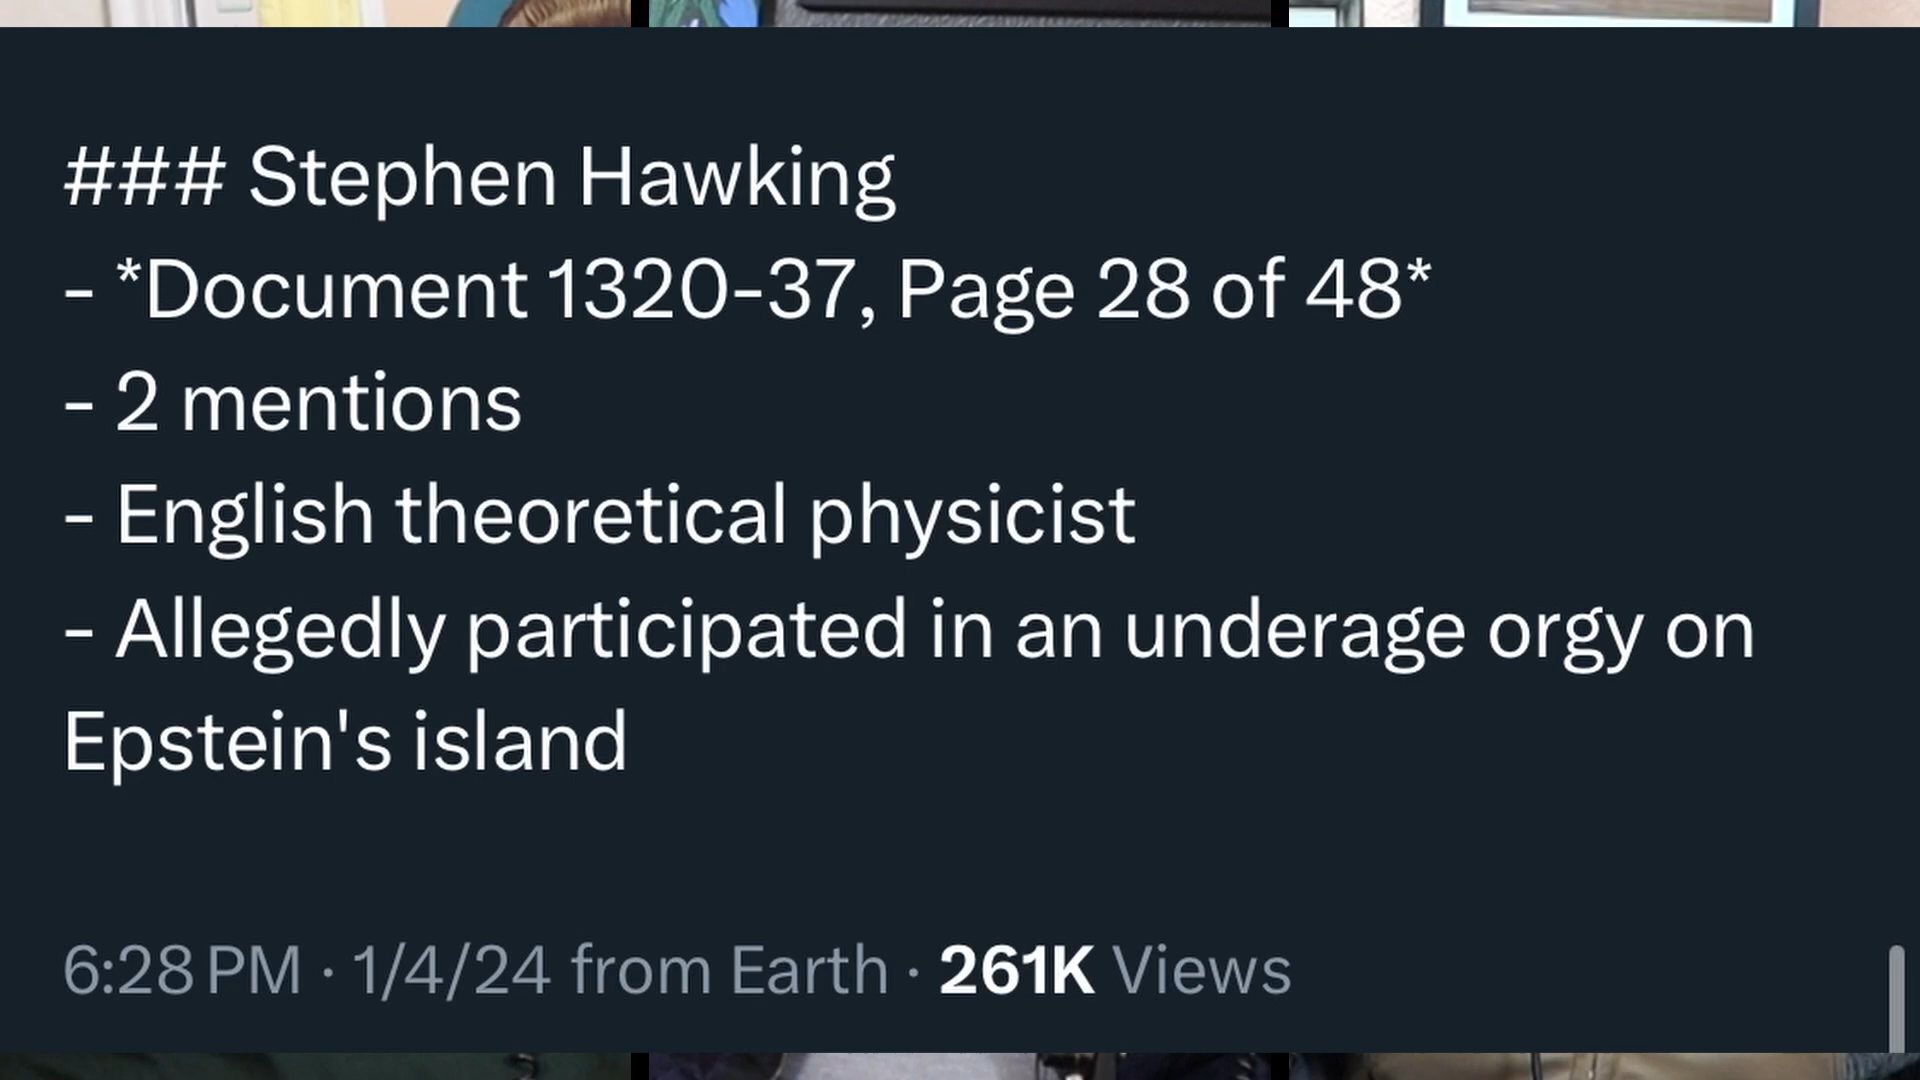 ### Stephen Hawking
- *Document 1320-37, Page 28 of 48*
- 2 mentions
- English theoretical physicist
- Allegedly participated in an underage orgy on
Epstein's island
6:28 PM · 1/4/24 from Earth · 261K Views